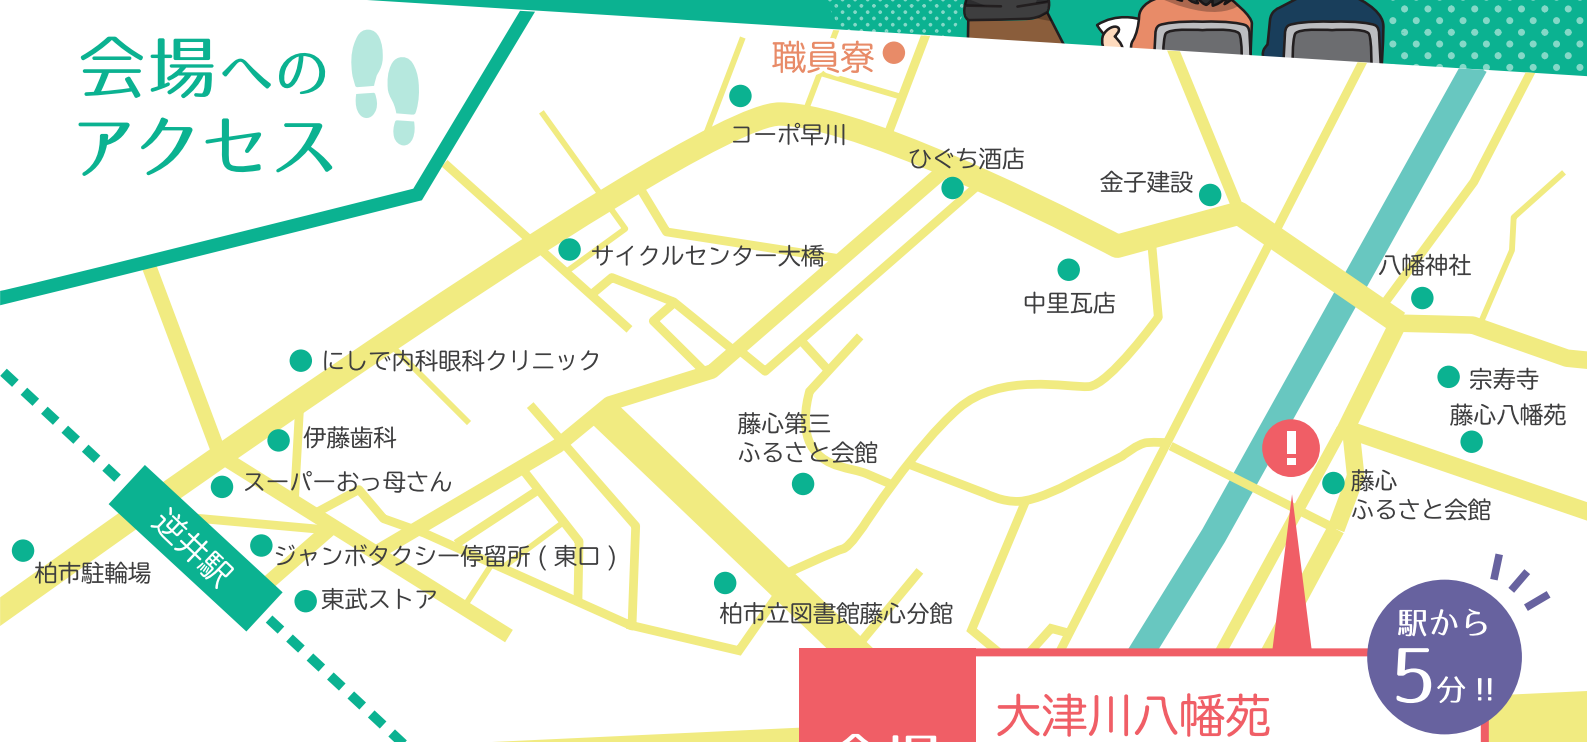 会場への
アクセス
職員寮
コーポ早川
ひぐち酒店
金子建設
サイクルセンター大橋
八幡神社
中里瓦店
にしで内科眼科クリニック
宗寿寺
藤心八幡苑
藤心第三
ふるさと会館
伊藤歯科
スーパーおっ母さん
藤心
ふるさと会館
逆井駅
ジャンボタクシー停留所 ( 東口 )
柏市駐輪場
東武ストア
柏市立図書館藤心分館
駅から
5分 !!
大津川八幡苑
会場